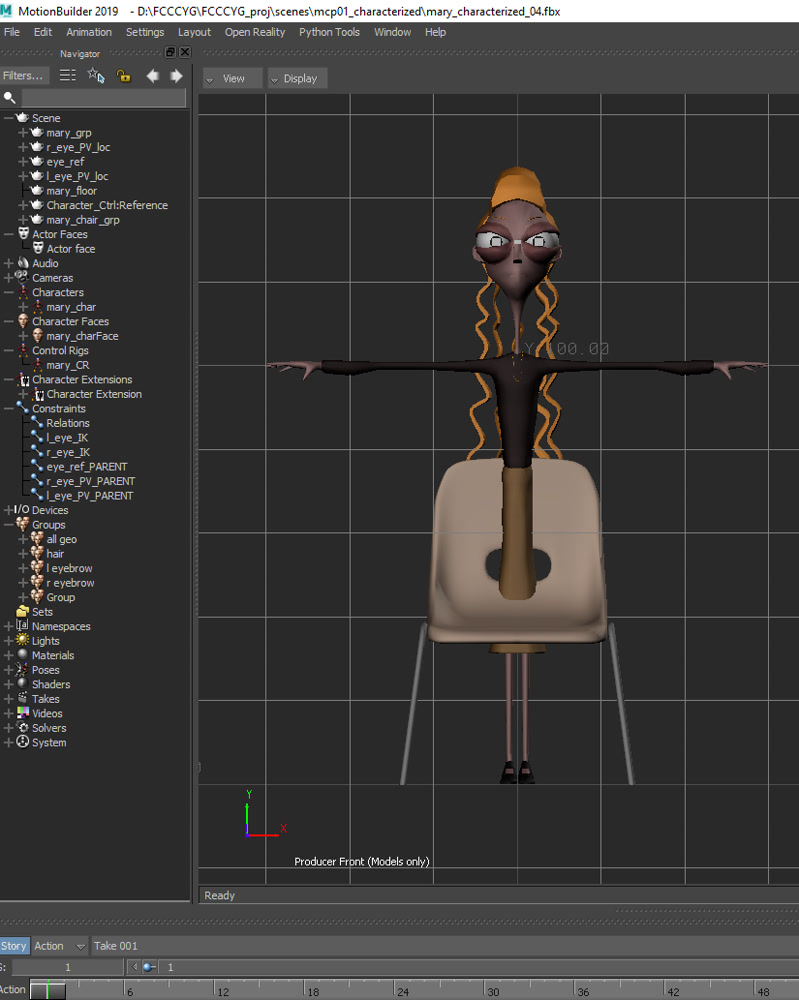 MotionBuilder 2019 - D:\FCCCYG\FCCCYG_proj\scenes\mcp01_characterized\mary_characterized_04.fbx
File Edit Animation Settings Layout Open Reality Python Tools Window Help
Navigator
Filters...
View Display
Scene
mary_grp
r_eye_PV_loc
eye_ref
l_eye_PV_loc
mary_floor
Character_Ctrl:Reference
mary_chair_grp
Actor Faces
Actor face
Audio
Cameras
Characters
mary_char
Character Faces
mary_charFace
Control Rigs
mary_CR
Character Extensions
Character Extension
Constraints
Relations
l_eye_IK
r_eye_IK
eye_ref_PARENT
r_eye_PV_PARENT
l_eye_PV_PARENT
I/O Devices
Groups
all geo
hair
l eyebrow
r eyebrow
Group
Sets
Namespaces
Lights
Materials
Poses
Shaders
Takes
Videos
Solvers
System
Y
X
Producer Front (Models only)
Ready
Story Action Take 001
S: 1 1
Action 6 12 18 24 30 36 42 48